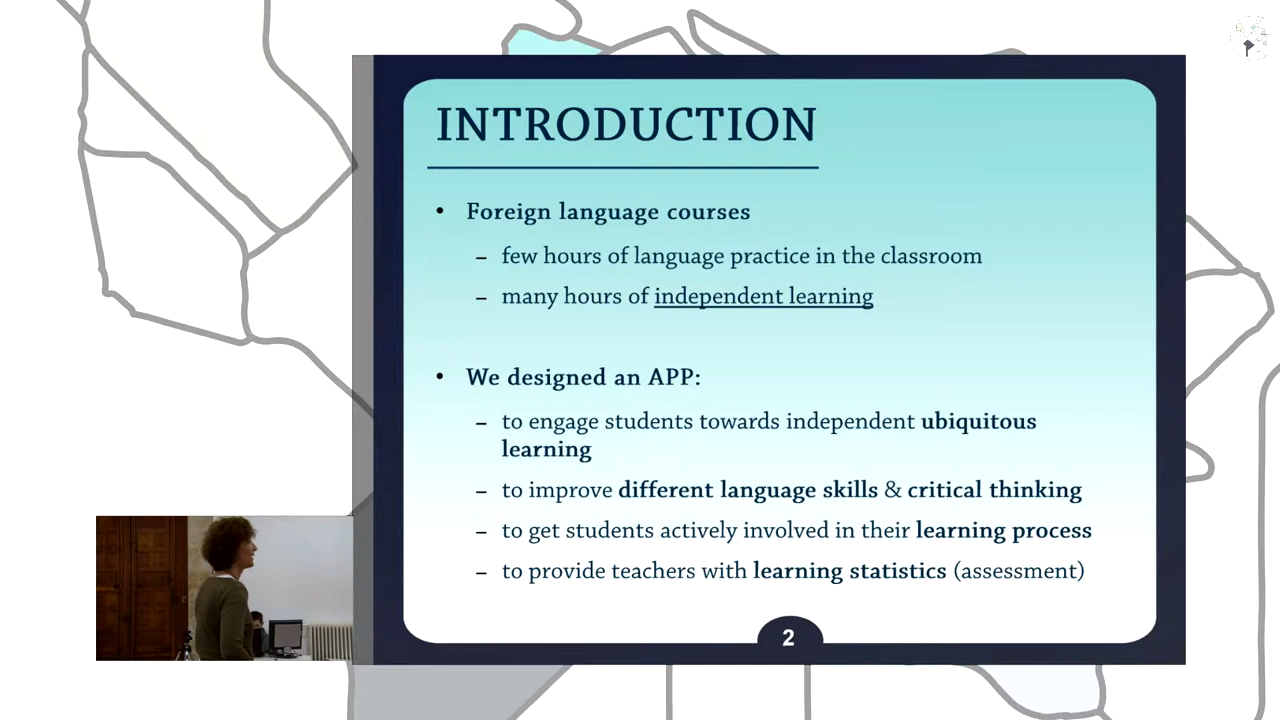 INTRODUCTION
• Foreign language courses
– few hours of language practice in the classroom
– many hours of independent learning
• We designed an APP:
– to engage students towards independent ubiquitous
learning
– to improve different language skills & critical thinking
– to get students actively involved in their learning process
– to provide teachers with learning statistics (assessment)
2